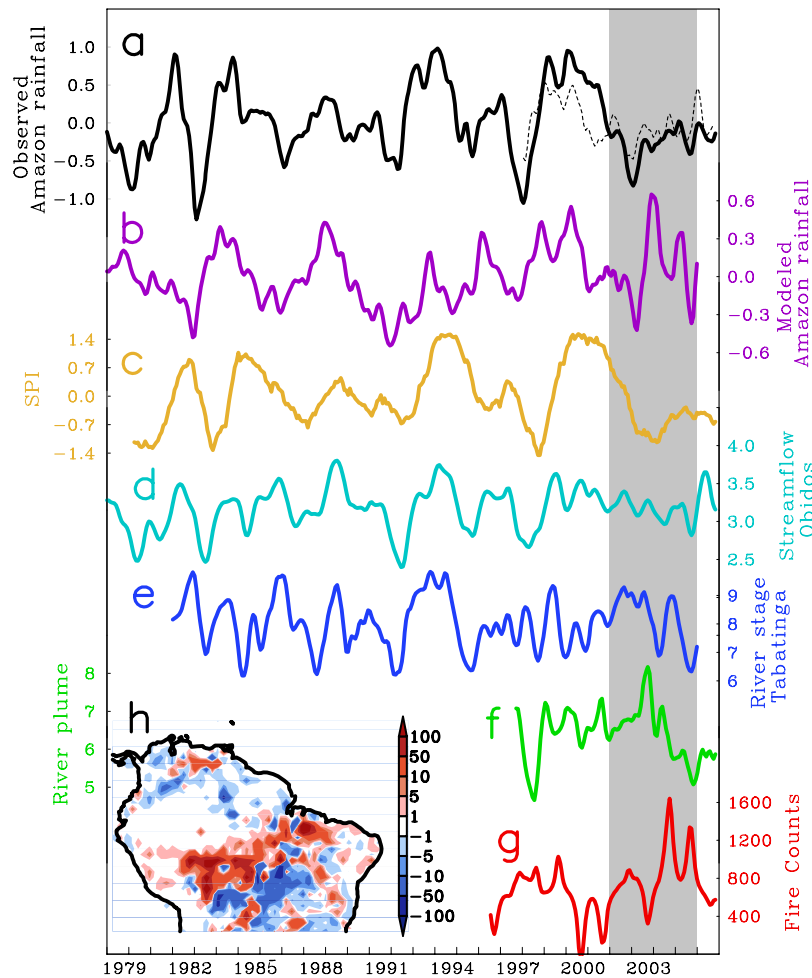 a
1.0
0.5
0.0
-0.5
-1.0
Observed
Amazon rainfall
b
0.6
0.3
0.0
-0.3
-0.6
Modeled
Amazon rainfall
c
1.4
0.7
0.0
-0.7
-1.4
SPI
d
4.0
3.5
3.0
2.5
Streamflow
Obidos
e
9
8
7
6
River stage
Tabatinga
f
8
7
6
5
River plume
g
1600
1200
800
400
Fire Counts
h
100
50
10
5
1
-1
-5
-10
-50
-100
1979 1982 1985 1988 1991 1994 1997 2000 2003